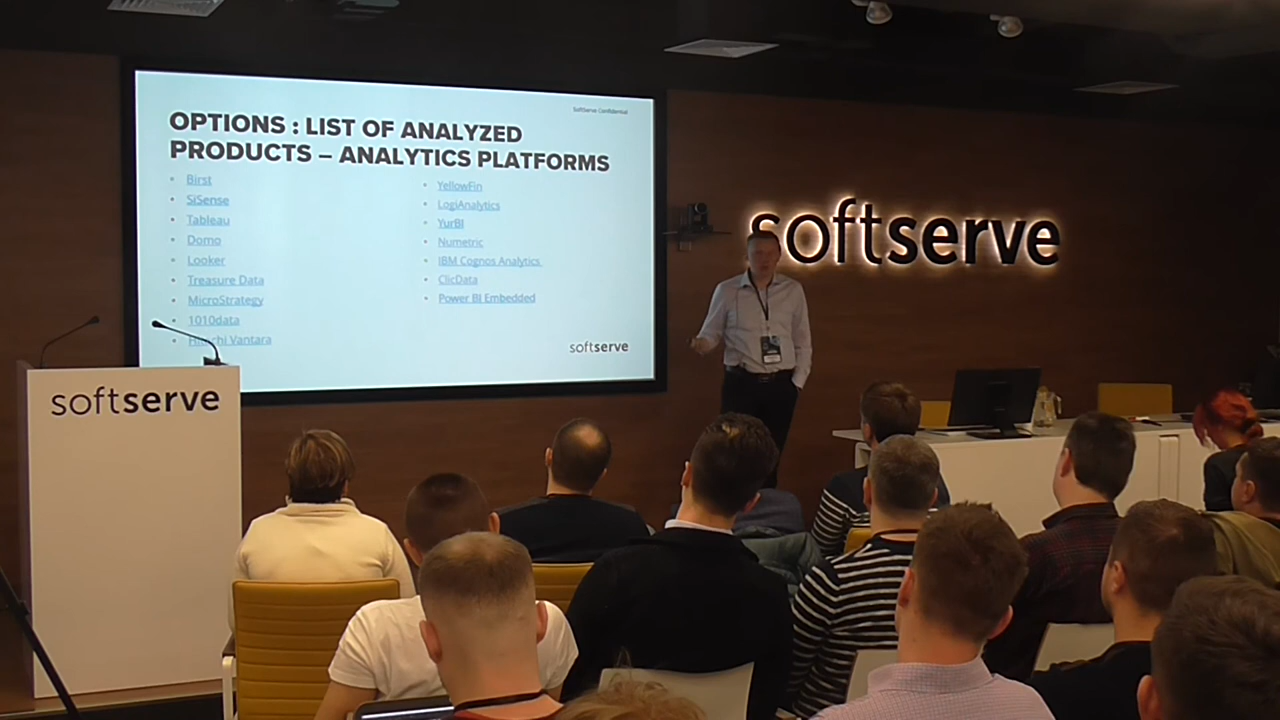 SoftServe Confidential
OPTIONS : LIST OF ANALYZED
PRODUCTS – ANALYTICS PLATFORMS
• Birst
• SiSense
• Tableau
• Domo
• Looker
• Treasure Data
• MicroStrategy
• 1010data
• Hitachi Vantara
• YellowFin
• LogiAnalytics
• YurBI
• Numetric
• IBM Cognos Analytics
• ClicData
• Power BI Embedded
softserve
softserve
softserve